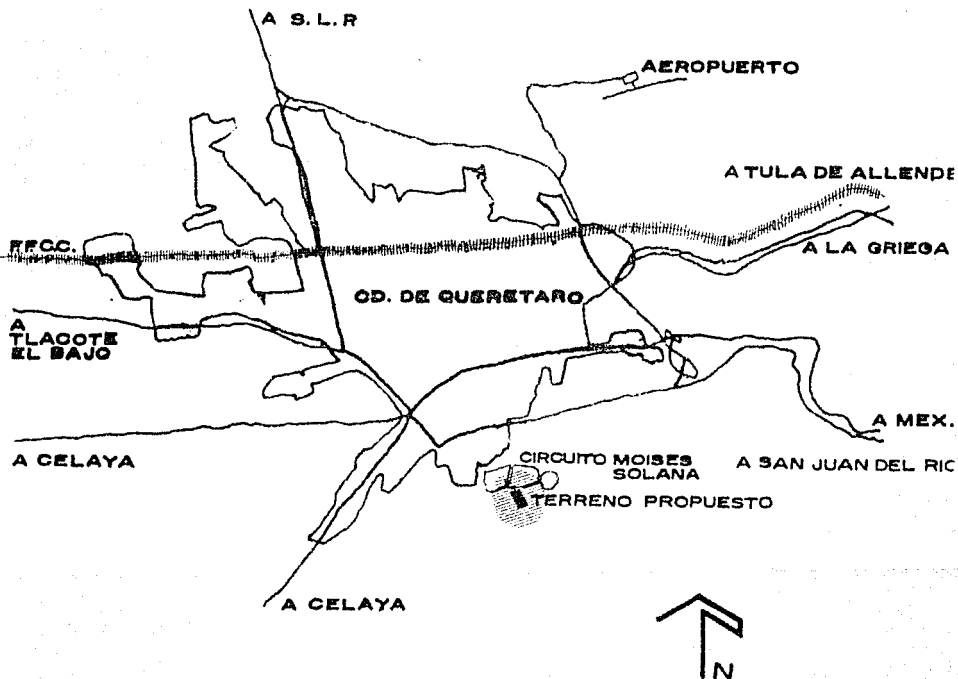 A S.L.R
AEROPUERTO
A TULA DE ALLENDE
FF.C.C.
A LA GRIEGA
CD. DE QUERETARO
A
TLACOTE
EL BAJO
A MEX.
A CELAYA
CIRCUITO MOISES
SOLANA
A SAN JUAN DEL RIO
TERRENO PROPUESTO
A CELAYA
N